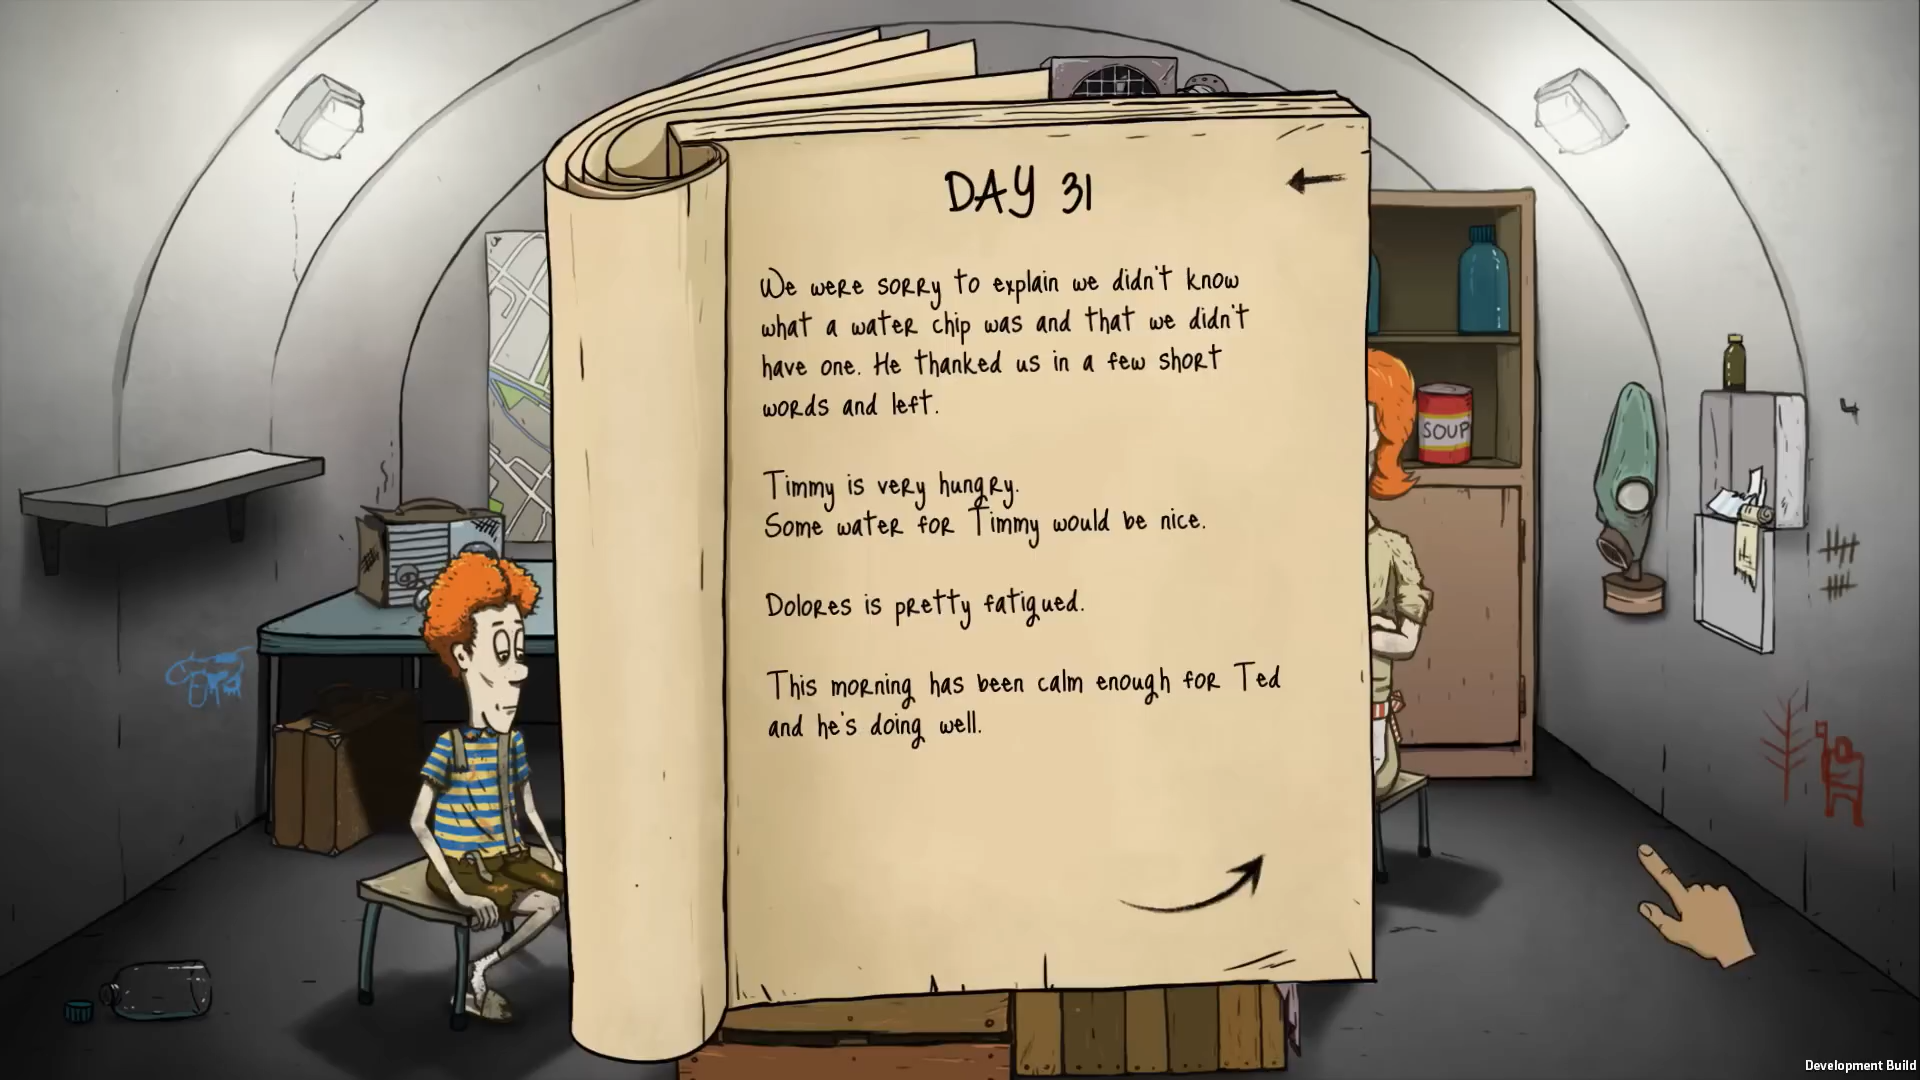 DAY 31
We were sorry to explain we didn't know
what a water chip was and that we didn't
have one. He thanked us in a few short
words and left.
Timmy is very hungry.
Some water for Timmy would be nice.
Dolores is pretty fatigued.
This morning has been calm enough for Ted
and he's doing well.
SOUP
Development Build